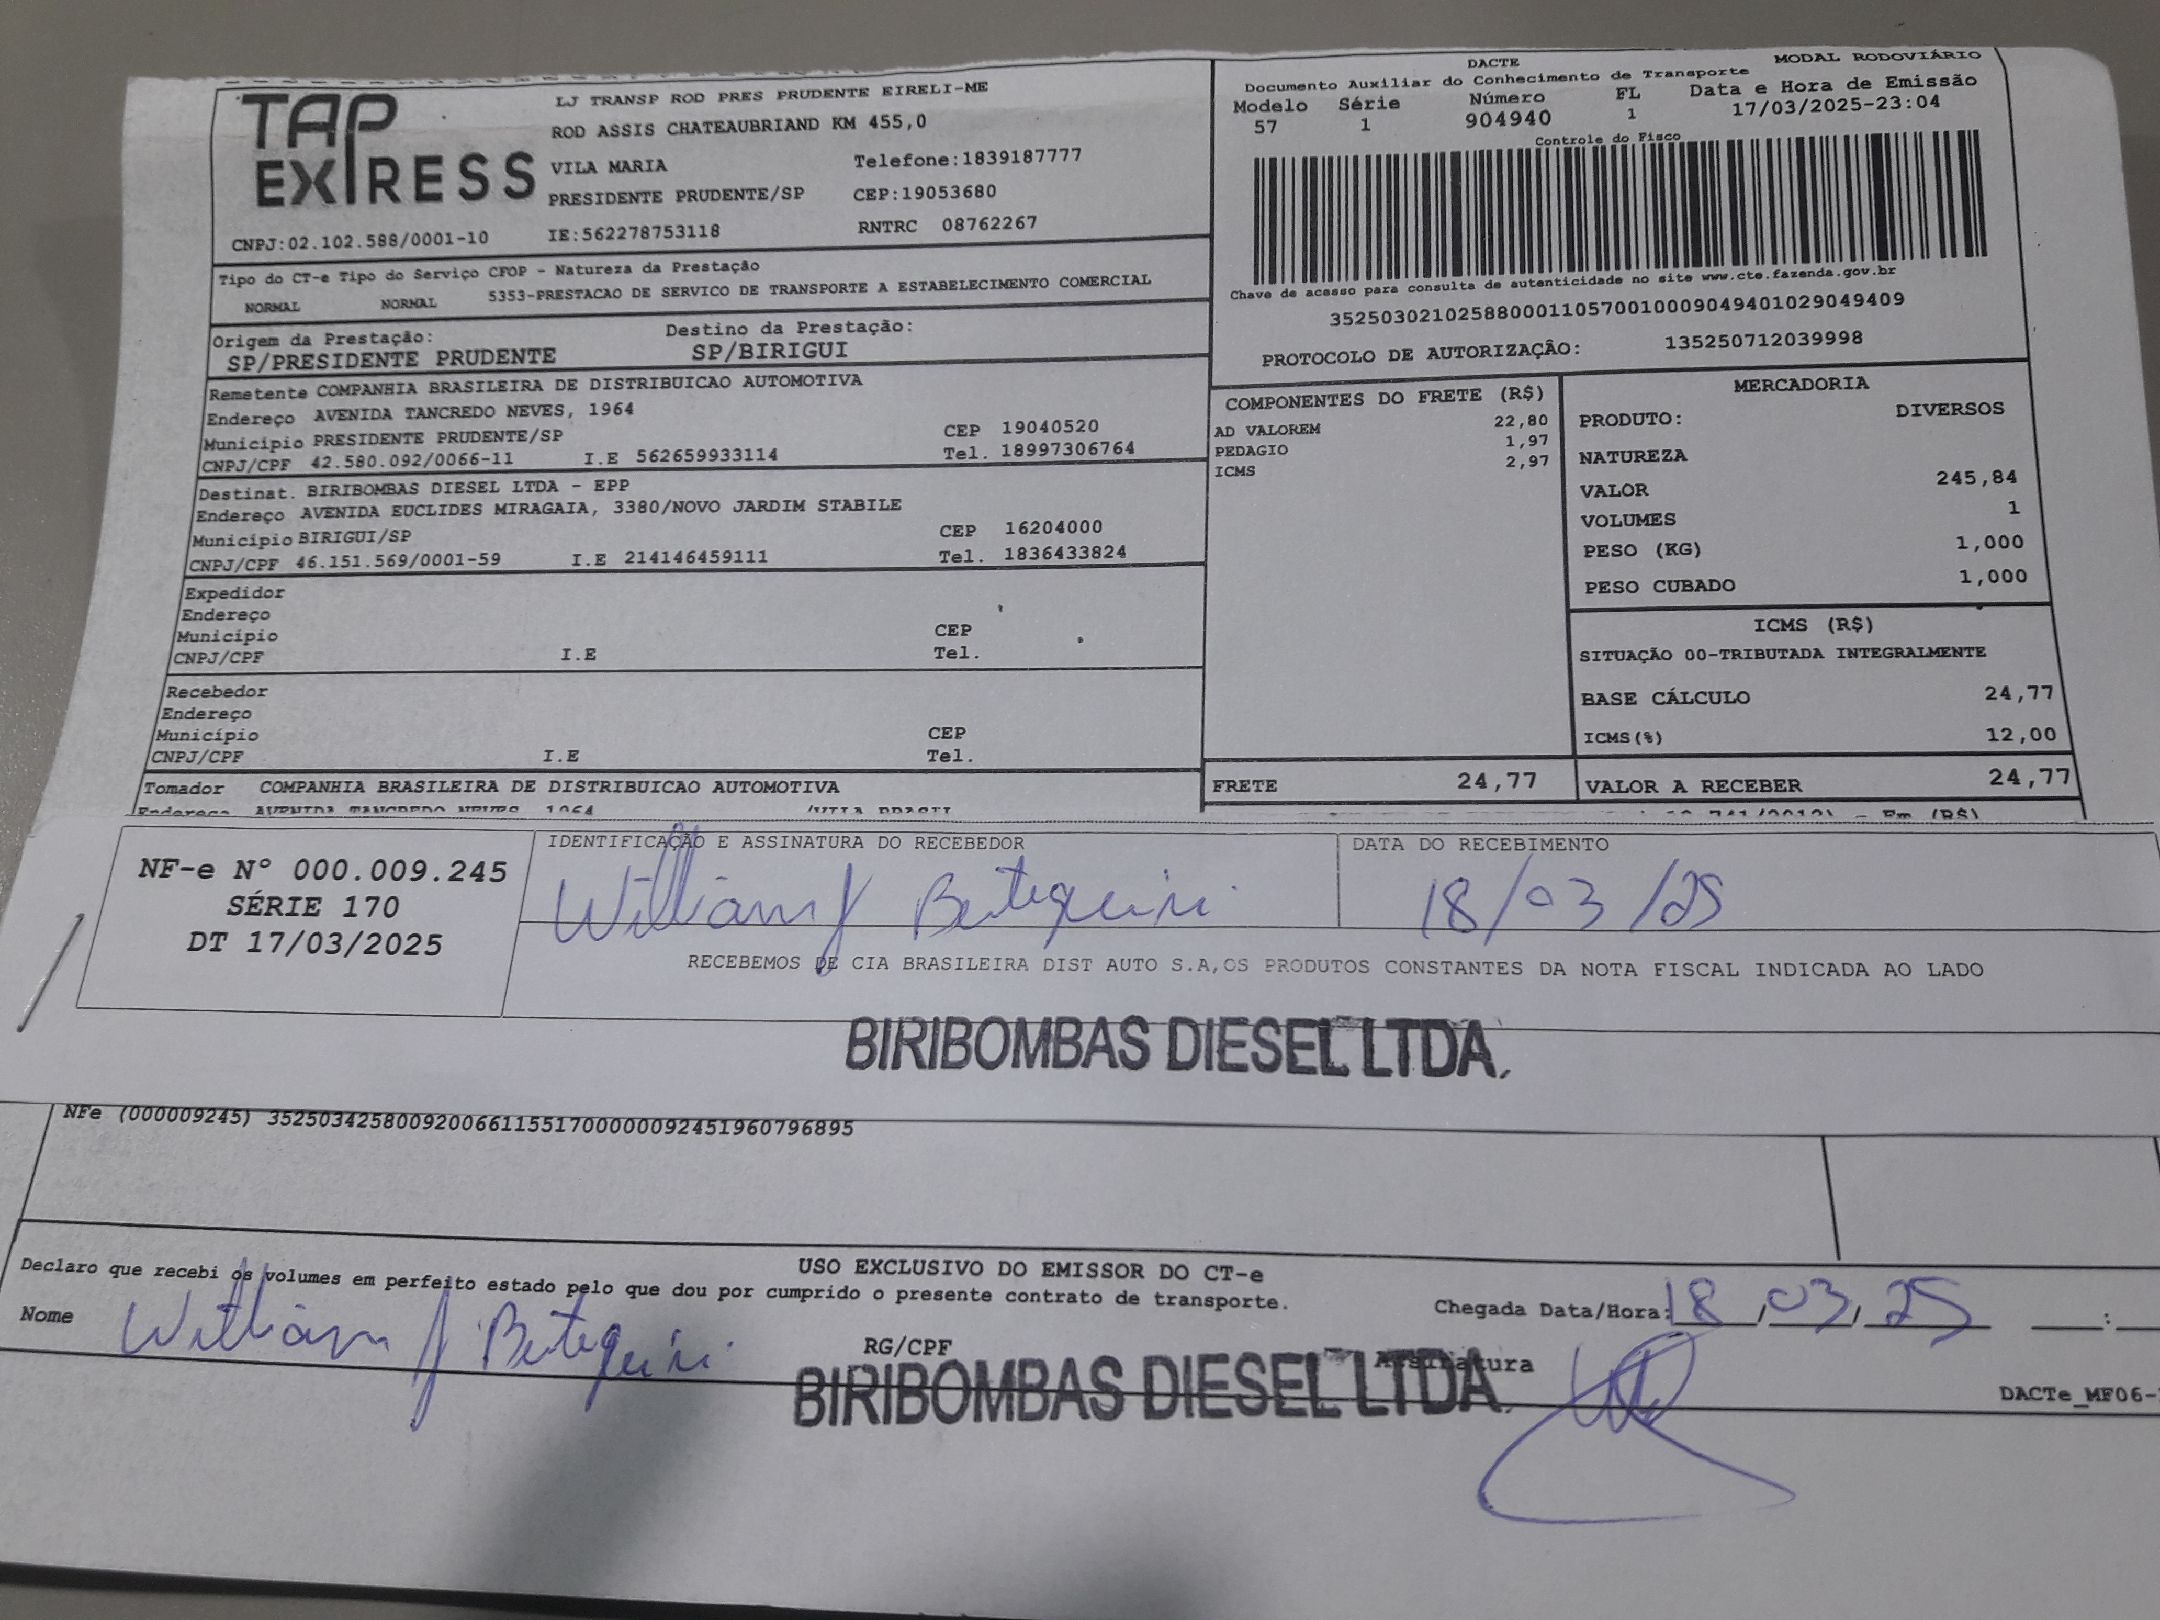 TAP EXPRESS
LJ TRANSP ROD PRES PRUDENTE EIRELI-ME
ROD ASSIS CHATEAUBRIAND KM 455,0
VILA MARIA Telefone:1839187777
PRESIDENTE PRUDENTE/SP CEP:19053680
CNPJ:02.102.588/0001-10 IE:562278753118 RNTRC 08762267
DACTE MODAL RODOVIÁRIO
Documento Auxiliar do Conhecimento de Transporte
Modelo Série Número FL Data e Hora de Emissão
57 1 904940 1 17/03/2025-23:04
Controle do Fisco
Chave de acesso para consulta de autenticidade no site www.cte.fazenda.gov.br
35250302102588000110570010009049401029049409
PROTOCOLO DE AUTORIZAÇÃO: 135250712039998
Tipo do CT-e Tipo do Serviço CFOP - Natureza da Prestação
NORMAL NORMAL 5353-PRESTACAO DE SERVICO DE TRANSPORTE A ESTABELECIMENTO COMERCIAL
Origem da Prestação: Destino da Prestação:
SP/PRESIDENTE PRUDENTE SP/BIRIGUI
Remetente COMPANHIA BRASILEIRA DE DISTRIBUICAO AUTOMOTIVA
Endereço AVENIDA TANCREDO NEVES, 1964
Município PRESIDENTE PRUDENTE/SP CEP 19040520
CNPJ/CPF 42.580.092/0066-11 I.E 562659933114 Tel. 18997306764
Destinat. BIRIBOMBAS DIESEL LTDA - EPP
Endereço AVENIDA EUCLIDES MIRAGAIA, 3380/NOVO JARDIM STABILE
Município BIRIGUI/SP CEP 16204000
CNPJ/CPF 46.151.569/0001-59 I.E 214146459111 Tel. 1836433824
Expedidor
Endereço
Município CEP
CNPJ/CPF I.E Tel.
Recebedor
Endereço
Município CEP
CNPJ/CPF I.E Tel.
Tomador COMPANHIA BRASILEIRA DE DISTRIBUICAO AUTOMOTIVA
Endereço AVENIDA TANCREDO NEVES, 1964 /VILA BRASIL
COMPONENTES DO FRETE (R$)
AD VALOREM 22,80
PEDAGIO 1,97
ICMS 2,97
FRETE 24,77
MERCADORIA
PRODUTO: DIVERSOS
NATUREZA
VALOR 245,84
VOLUMES 1
PESO (KG) 1,000
PESO CUBADO 1,000
ICMS (R$)
SITUAÇÃO 00-TRIBUTADA INTEGRALMENTE
BASE CÁLCULO 24,77
ICMS(%) 12,00
VALOR A RECEBER 24,77
NF-e Nº 000.009.245
SÉRIE 170
DT 17/03/2025
IDENTIFICAÇÃO E ASSINATURA DO RECEBEDOR
William J
DATA DO RECEBIMENTO
18/03/25
RECEBEMOS DE CIA BRASILEIRA DIST AUTO S.A,OS PRODUTOS CONSTANTES DA NOTA FISCAL INDICADA AO LADO
BIRIBOMBAS DIESEL LTDA.
NFe (000009245) 35250342580092006611551700000092451960796895
USO EXCLUSIVO DO EMISSOR DO CT-e
Declaro que recebi os volumes em perfeito estado pelo que dou por cumprido o presente contrato de transporte.
Nome William J RG/CPF
Chegada Data/Hora: 18/03/25 :
Assinatura
BIRIBOMBAS DIESEL LTDA.
DACTe_MF06-